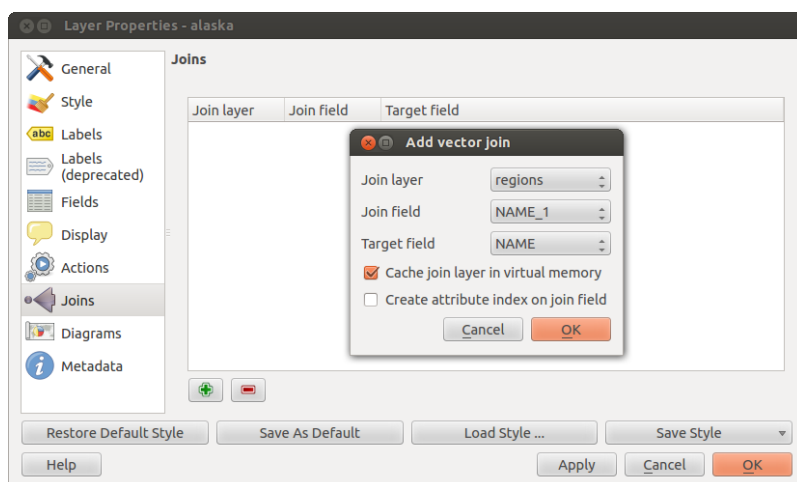 Layer Properties - alaska
General
Style
abc Labels
Labels
(deprecated)
Fields
Display
Actions
Joins
Diagrams
i Metadata
Joins
Join layer Join field Target field
Add vector join
Join layer regions
Join field NAME_1
Target field NAME
Cache join layer in virtual memory
Create attribute index on join field
Cancel OK
Restore Default Style Save As Default Load Style ... Save Style
Help Apply Cancel OK